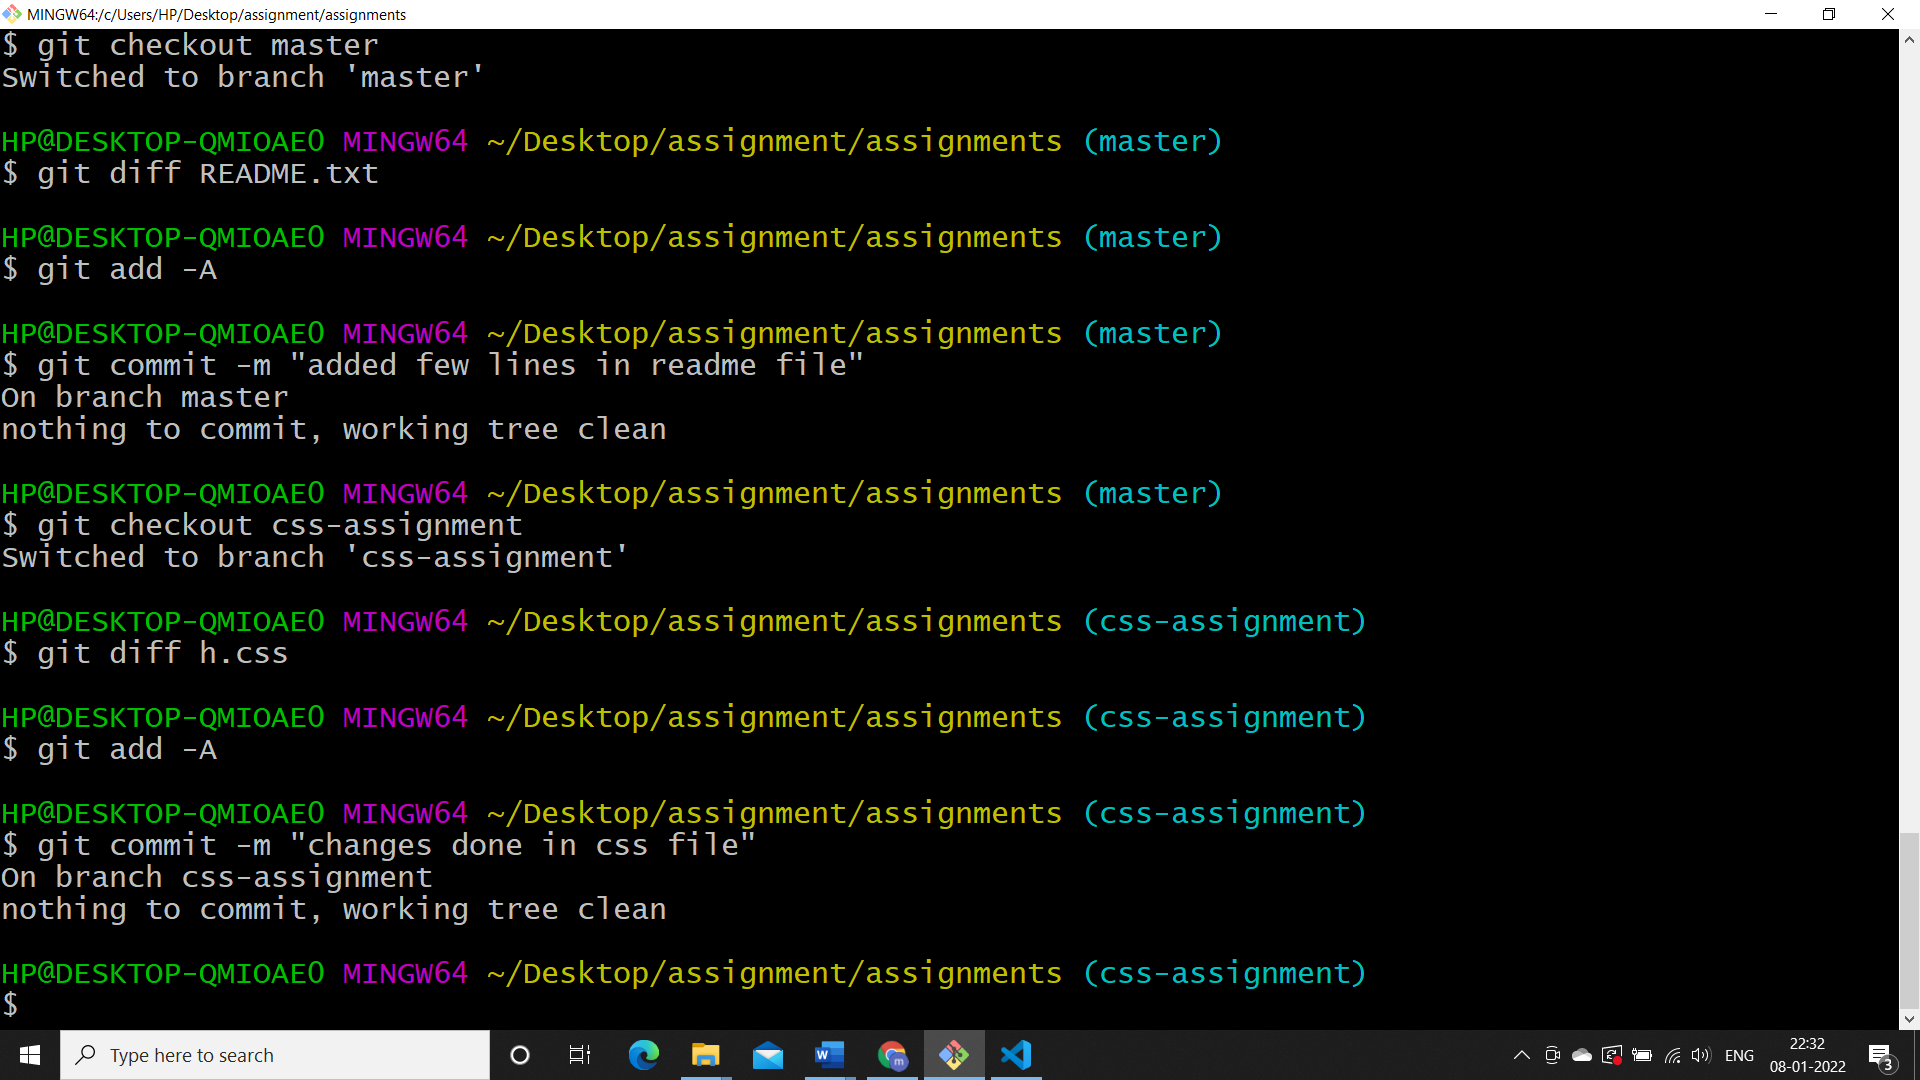 MINGW64:/c/Users/HP/Desktop/assignment/assignments
$ git checkout master
Switched to branch 'master'
HP@DESKTOP-QMIOAEO MINGW64 ~/Desktop/assignment/assignments (master)
$ git diff README.txt
HP@DESKTOP-QMIOAEO MINGW64 ~/Desktop/assignment/assignments (master)
$ git add -A
HP@DESKTOP-QMIOAEO MINGW64 ~/Desktop/assignment/assignments (master)
$ git commit -m "added few lines in readme file"
On branch master
nothing to commit, working tree clean
HP@DESKTOP-QMIOAEO MINGW64 ~/Desktop/assignment/assignments (master)
$ git checkout css-assignment
Switched to branch 'css-assignment'
HP@DESKTOP-QMIOAEO MINGW64 ~/Desktop/assignment/assignments (css-assignment)
$ git diff h.css
HP@DESKTOP-QMIOAEO MINGW64 ~/Desktop/assignment/assignments (css-assignment)
$ git add -A
HP@DESKTOP-QMIOAEO MINGW64 ~/Desktop/assignment/assignments (css-assignment)
$ git commit -m "changes done in css file"
On branch css-assignment
nothing to commit, working tree clean
HP@DESKTOP-QMIOAEO MINGW64 ~/Desktop/assignment/assignments (css-assignment)
$
Type here to search
W
m
ENG
22:32
08-01-2022
3